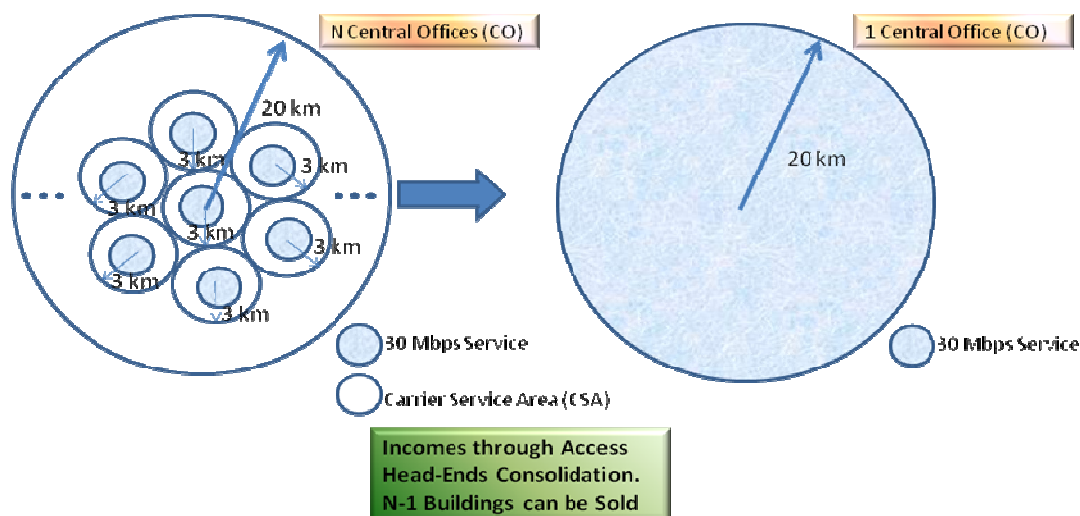 N Central Offices (CO)
1 Central Office (CO)
20 km
20 km
3 km
3 km
3 km
3 km
3 km
3 km
3 km
30 Mbps Service
30 Mbps Service
Carrier Service Area (CSA)
Incomes through Access
Head-Ends Consolidation.
N-1 Buildings can be Sold